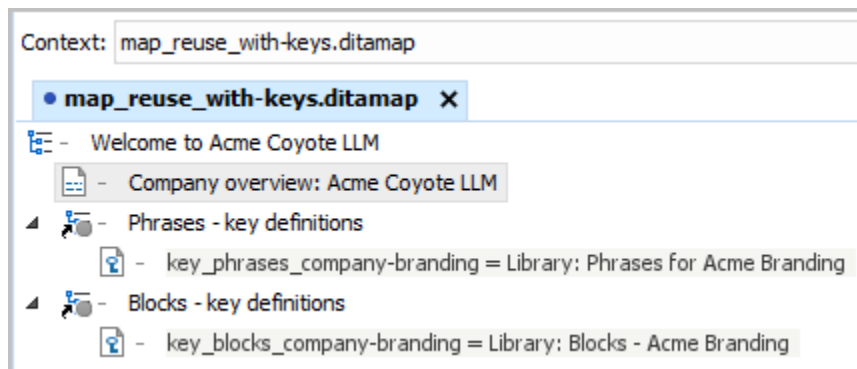 Context: map_reuse_with-keys.ditamap
map_reuse_with-keys.ditamap
Welcome to Acme Coyote LLM
Company overview: Acme Coyote LLM
Phrases - key definitions
key_phrases_company-branding = Library: Phrases for Acme Branding
Blocks - key definitions
key_blocks_company-branding = Library: Blocks - Acme Branding